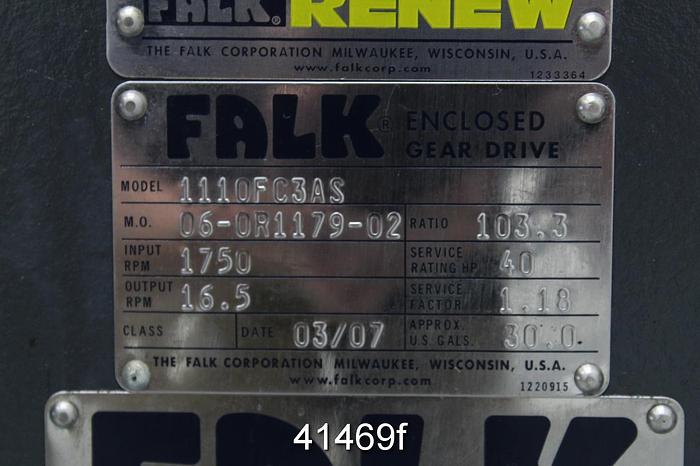 FALK® RENEW
THE FALK CORPORATION MILWAUKEE, WISCONSIN, U.S.A.
www.falkcorp.com
1233364
FALK® ENCLOSED GEAR DRIVE
MODEL 1110FC3AS
M.O. 06-0R1179-02 RATIO 103.3
INPUT RPM 1750 SERVICE RATING HP 40
OUTPUT RPM 16.5 SERVICE FACTOR 1.18
CLASS DATE 03/07 APPROX. U.S. GALS. 30.0
THE FALK CORPORATION MILWAUKEE, WISCONSIN, U.S.A.
www.falkcorp.com
1220915
FALK
41469f